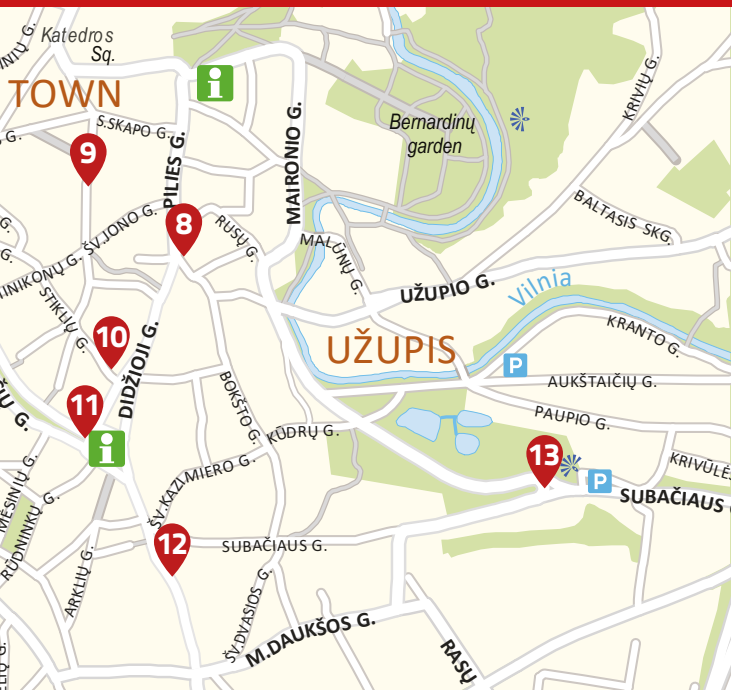 Katedros
Sq.
TOWN
i
S.SKAPO G.
G.
9
PILIES G.
MAIRONIO G.
Bernardinų
garden
KRIVIŲ G.
8
RUSŲ G.
ŠV.JONO G.
G.
G.
MALŪNŲ G.
BALTASIS SKG.
UŽUPIO G.
Vilnia
STIKLIŲ G.
10
DIDŽIOJI G.
UŽUPIS
P
KRANTO G.
AUKŠTAIČIŲ G.
PAUPIO G.
11
i
BOKŠTO G.
KŪDRŲ G.
13
P
SUBAČIAUS
MĖSINIŲ G.
RŪDNINKŲ G.
ŠV.KAZIMIERO G.
12
SUBAČIAUS G.
ARKLIŲ G.
ŠV.DVASIOS G.
M.DAUKŠOS G.
RASŲ